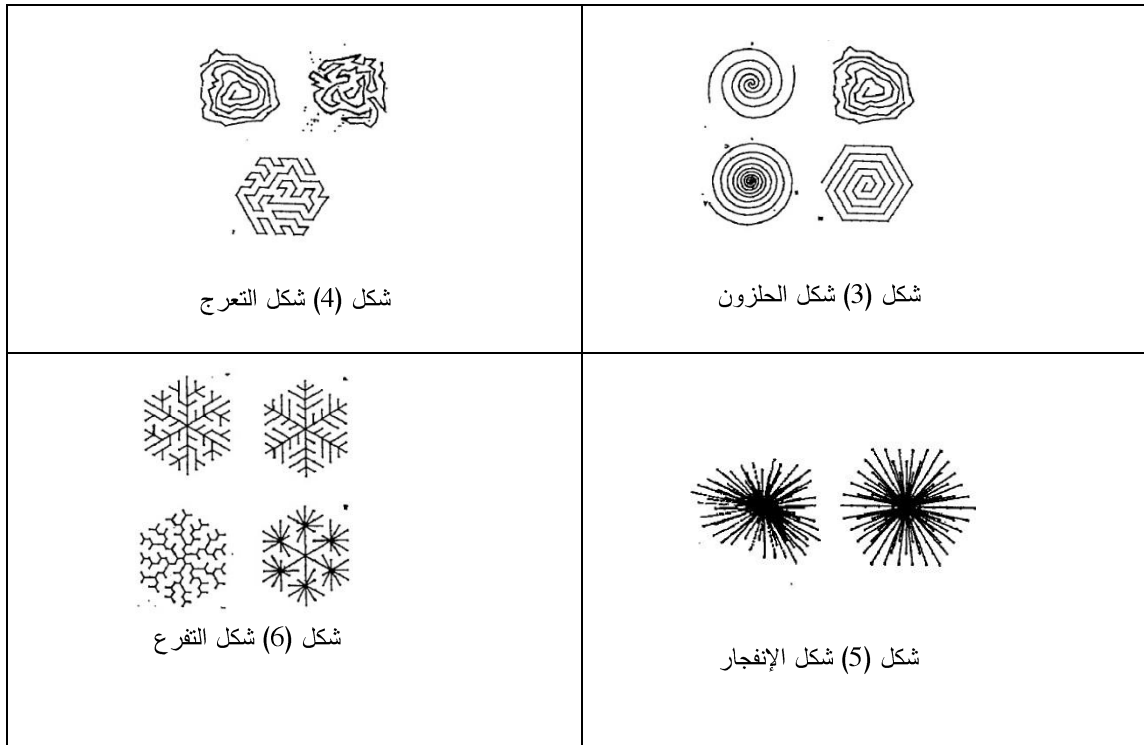 شكل (3) شكل الحلزون
شكل (4) شكل التعرج
شكل (5) شكل الإنفجار
شكل (6) شكل التفرع